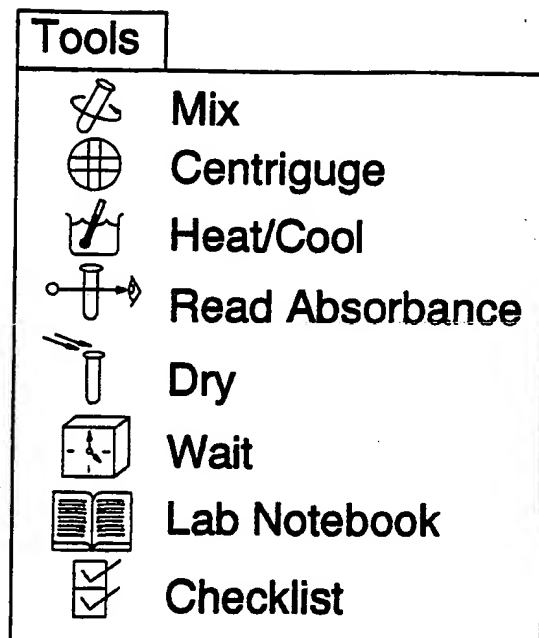 Tools
Mix
Centriguge
Heat/Cool
Read Absorbance
Dry
Wait
Lab Notebook
Checklist